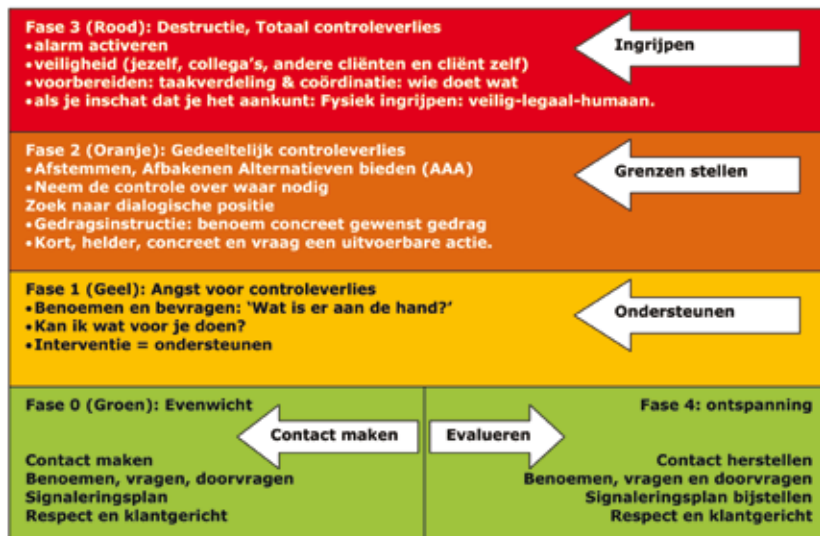 Fase 3 (Rood): Destructie, Totaal controleverlies
•alarm activeren
•veiligheid (jezelf, collega's, andere cliënten en cliënt zelf)
•voorbereiden: taakverdeling & coördinatie: wie doet wat
•als je inschat dat je het aankunt: Fysiek ingrijpen: veilig-legaal-humaan.
Ingrijpen
Fase 2 (Oranje): Gedeeltelijk controleverlies
•Afstemmen, Afbakenen Alternatieven bieden (AAA)
•Neem de controle over waar nodig
Zoek naar dialogische positie
•Gedragsinstructie: benoem concreet gewenst gedrag
•Kort, helder, concreet en vraag een uitvoerbare actie.
Grenzen stellen
Fase 1 (Geel): Angst voor controleverlies
•Benoemen en bevragen: 'Wat is er aan de hand?'
•Kan ik wat voor je doen?
•Interventie = ondersteunen
Ondersteunen
Fase 0 (Groen): Evenwicht
Contact maken
Contact maken
Benoemen, vragen, doorvragen
Signaleringsplan
Respect en klantgericht
Fase 4: ontspanning
Evalueren
Contact herstellen
Benoemen, vragen en doorvragen
Signaleringsplan bijstellen
Respect en klantgericht